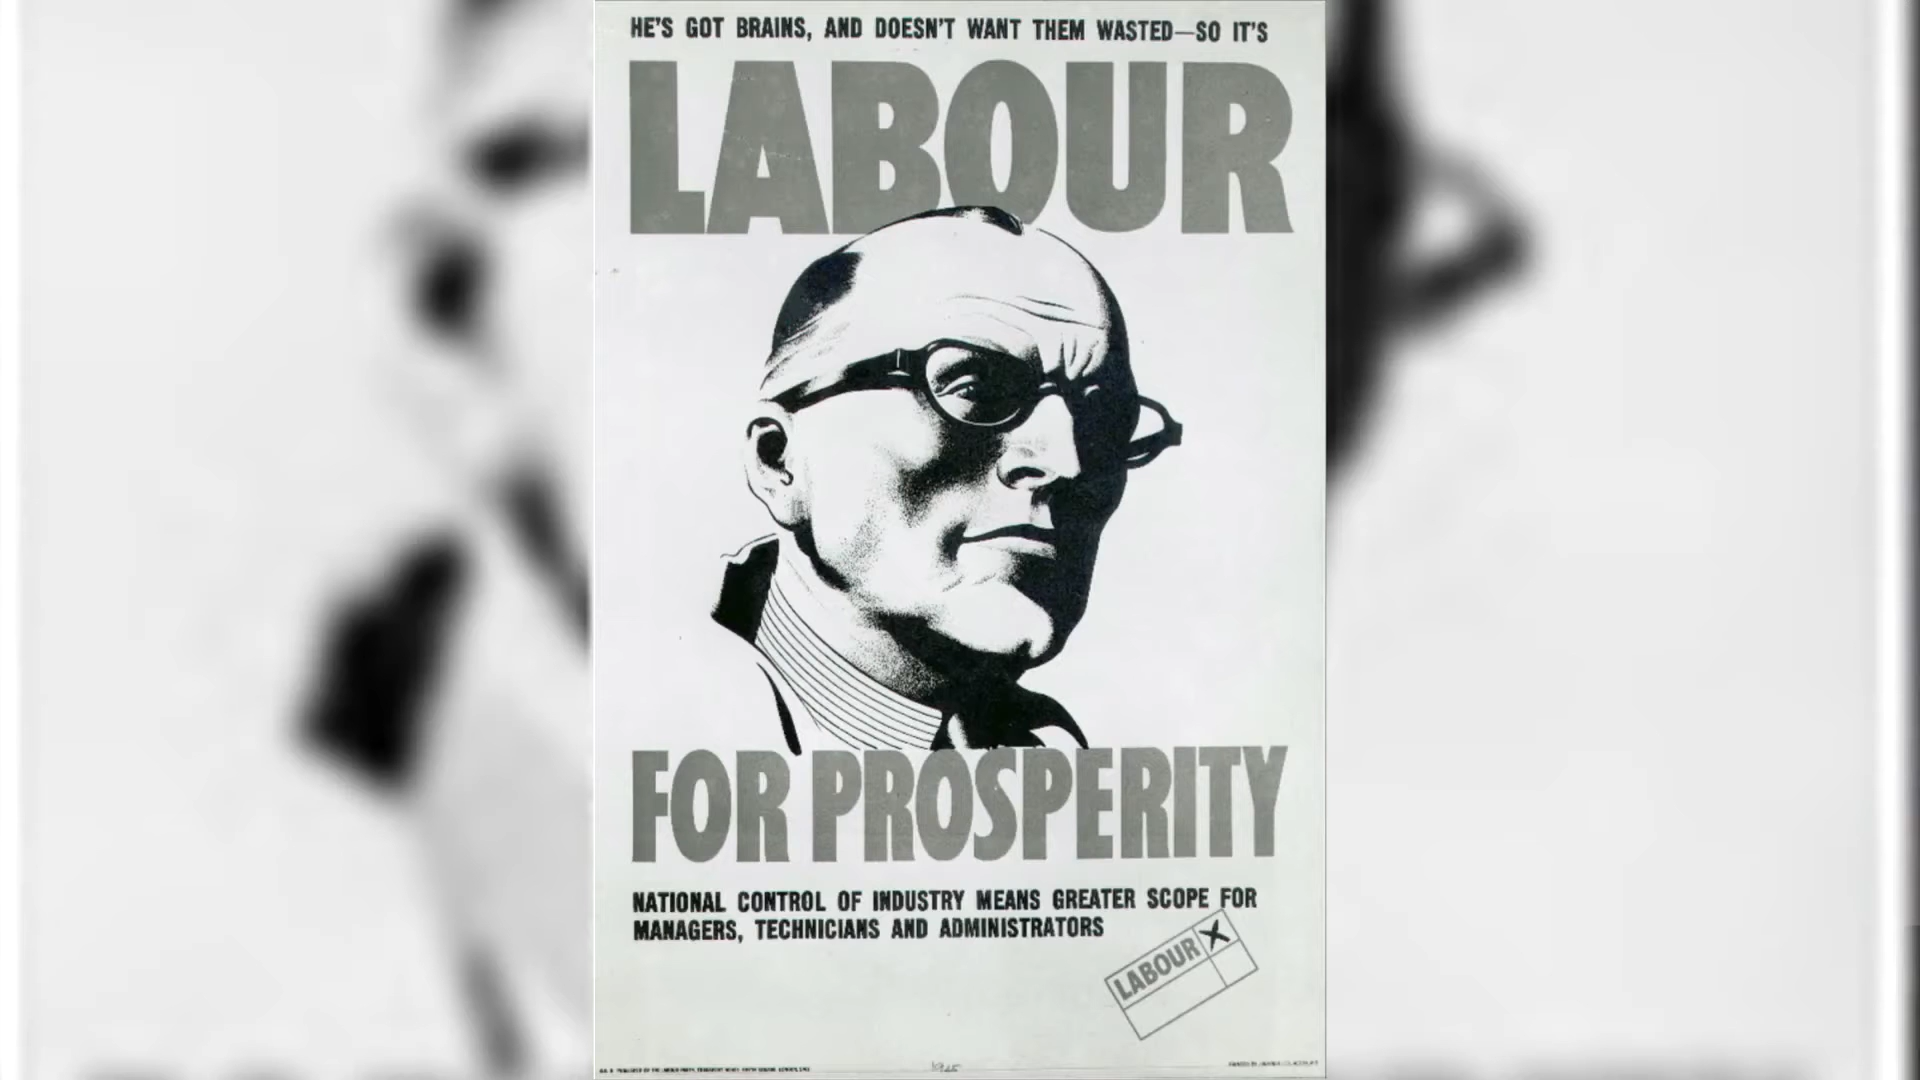 HE'S GOT BRAINS, AND DOESN'T WANT THEM WASTED—SO IT'S
LABOUR
FOR PROSPERITY
NATIONAL CONTROL OF INDUSTRY MEANS GREATER SCOPE FOR
MANAGERS, TECHNICIANS AND ADMINISTRATORS
LABOUR X